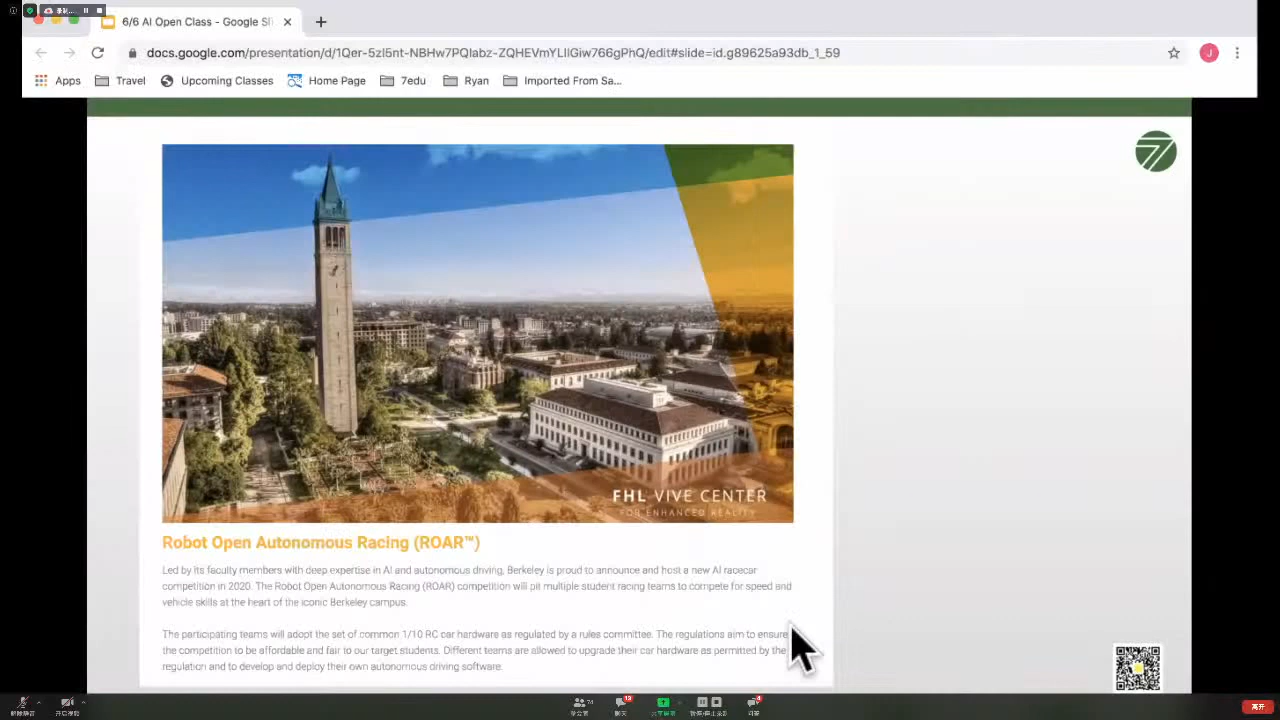 6/6 AI Open Class - Google Sli
docs.google.com/presentation/d/1Qer-5zI5nt-NBHw7PQIabz-ZQHEVmYLIlGiw766gPhQ/edit#slide=id.g89625a93db_1_59
J
Apps Travel Upcoming Classes Home Page 7edu Ryan Imported From Sa...
FHL VIVE CENTER
FOR ENHANCED REALITY
Robot Open Autonomous Racing (ROAR™)
Led by its faculty members with deep expertise in AI and autonomous driving, Berkeley is proud to announce and host a new AI racecar
competition in 2020. The Robot Open Autonomous Racing (ROAR) competition will pit multiple student racing teams to compete for speed and
vehicle skills at the heart of the iconic Berkeley campus.
The participating teams will adopt the set of common 1/10 RC car hardware as regulated by a rules committee. The regulations aim to ensure
the competition to be affordable and fair to our target students. Different teams are allowed to upgrade their car hardware as permitted by the
regulation and to develop and deploy their own autonomous driving software.
74
离开